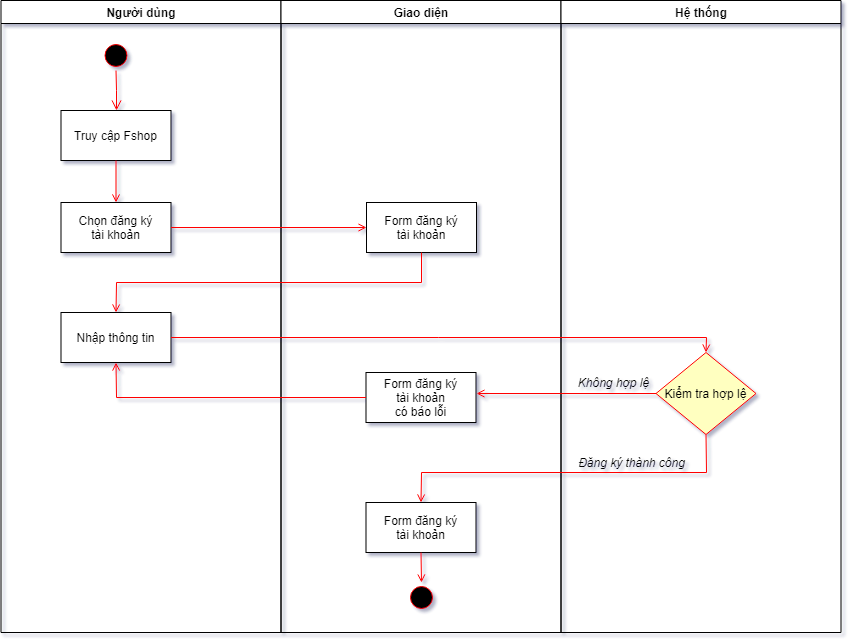 Người dùng
Giao diện
Hệ thống
Truy cập Fshop
Chọn đăng ký
tài khoản
Form đăng ký
tài khoản
Nhập thông tin
Form đăng ký
tài khoản
có báo lỗi
Không hợp lệ
Kiểm tra hợp lệ
Đăng ký thành công
Form đăng ký
tài khoản